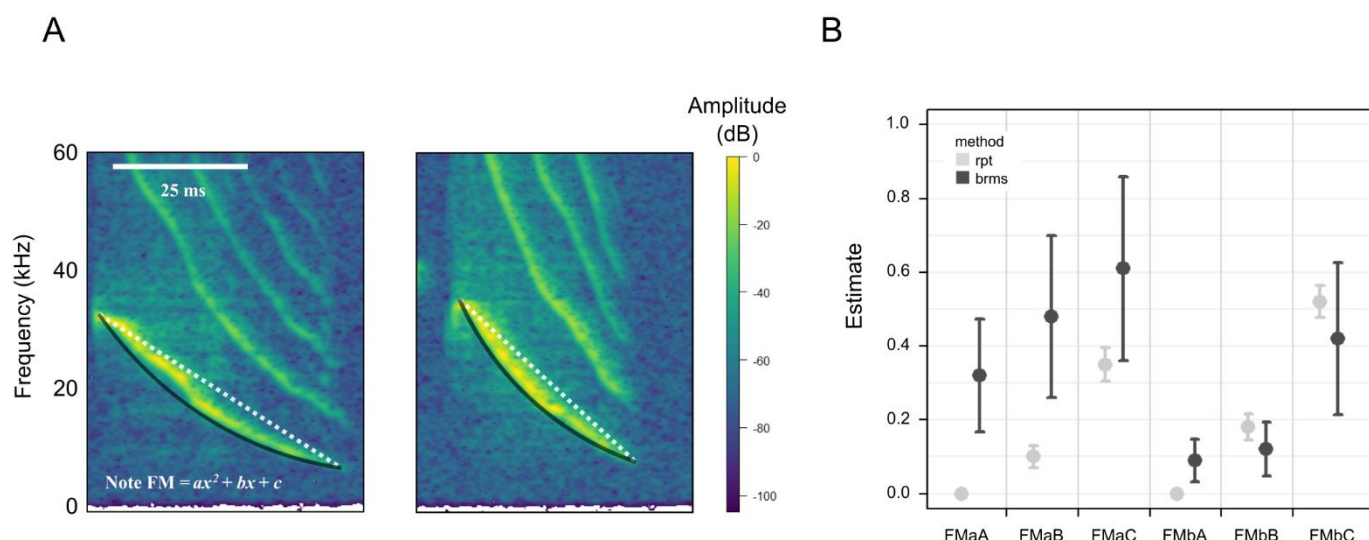 A
B
Amplitude
(dB)
Frequency (kHz)
60
40
20
0
25 ms
Note FM = ax² + bx + c
0
-20
-40
-60
-80
-100
Estimate
1.0
0.8
0.6
0.4
0.2
0.0
method
rpt
brms
FMaA FMaB FMaC FMbA FMbB FMbC